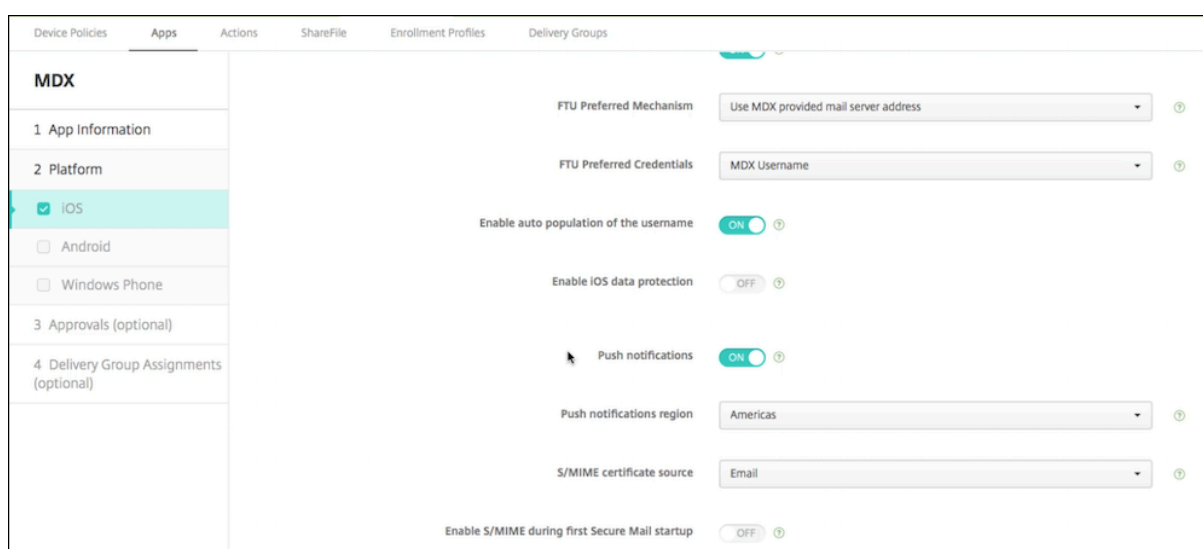 Device Policies Apps Actions ShareFile Enrollment Profiles Delivery Groups
MDX
1 App Information
2 Platform
iOS
Android
Windows Phone
3 Approvals (optional)
4 Delivery Group Assignments
(optional)
FTU Preferred Mechanism Use MDX provided mail server address
FTU Preferred Credentials MDX Username
Enable auto population of the username ON
Enable iOS data protection OFF
Push notifications ON
Push notifications region Americas
S/MIME certificate source Email
Enable S/MIME during first Secure Mail startup OFF